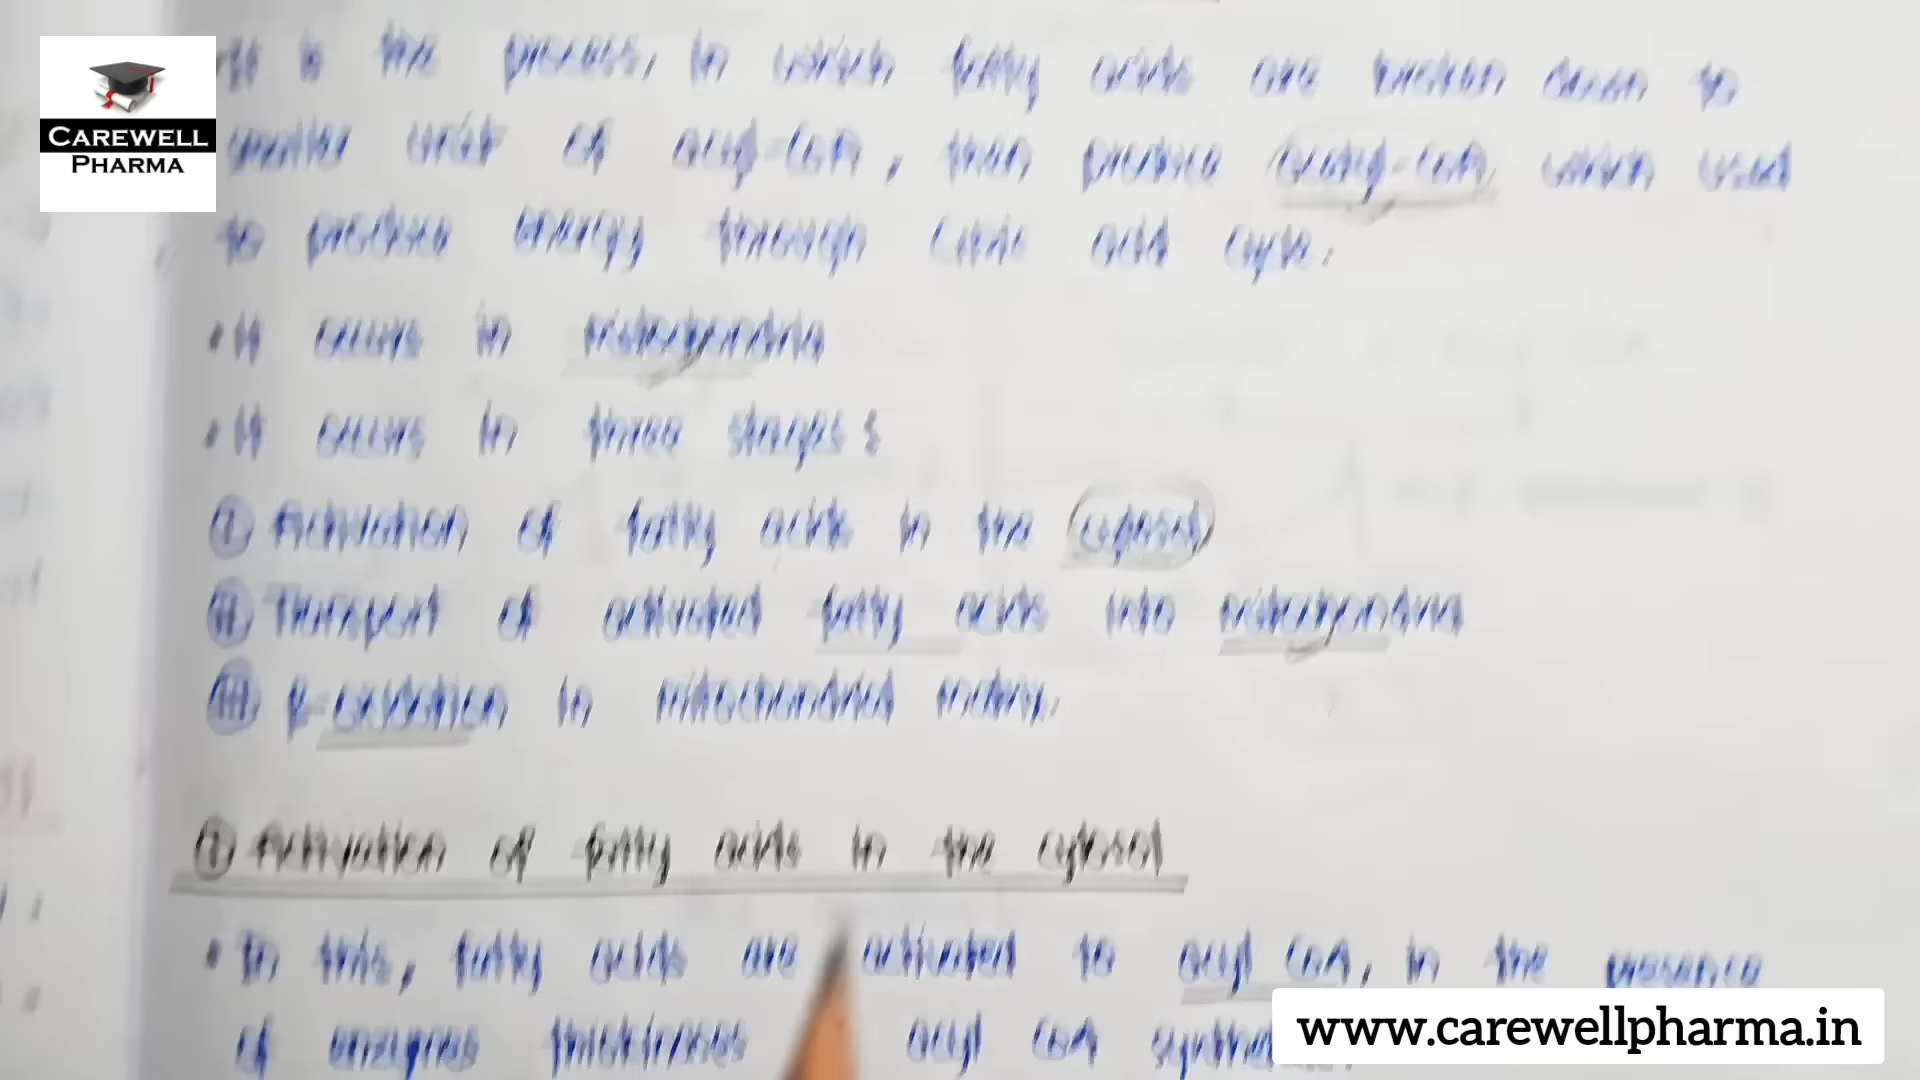 CAREWELL
PHARMA
It is the process, in which fatty acids are broken down to
smaller unit of acyl-CoA, then produce acetyl-CoA, which used
to produce energy through citric acid cycle.
• It occurs in mitochondria
• It occurs in three stages:
(I) Activation of fatty acids in the cytosol
(II) Transport of activated fatty acids into mitochondria
(III) β-oxidation in mitochondrial matrix.
(I) Activation of fatty acids in the cytosol
• In this, fatty acids are activated to acyl CoA, in the presence
of enzymes thiokinases acyl CoA
www.carewellpharma.in